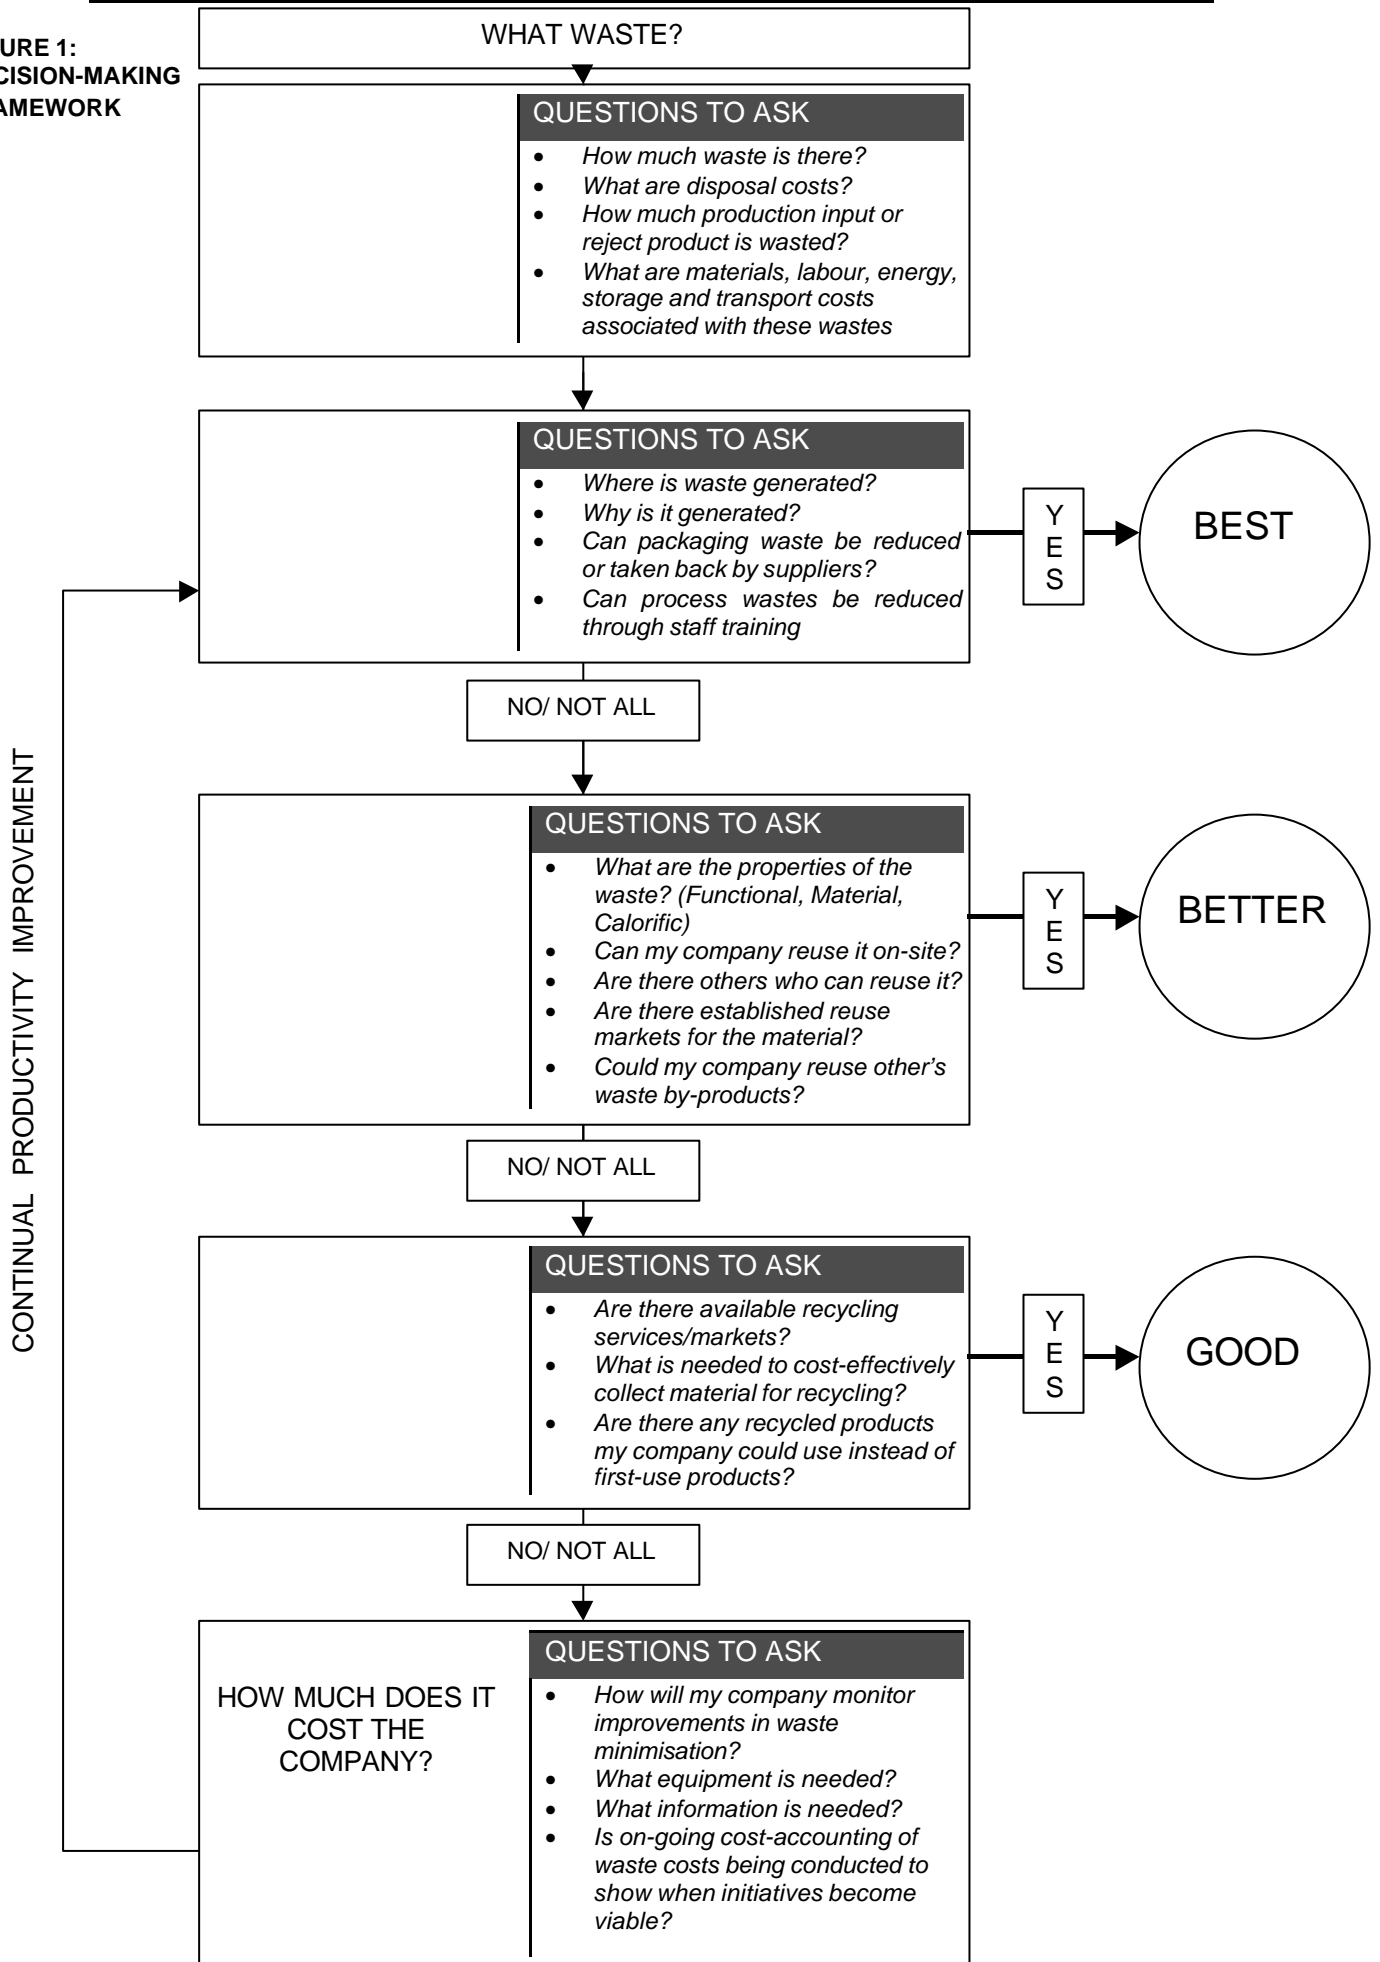 WHAT WASTE?
URE 1:
CISION-MAKING
AMEWORK
QUESTIONS TO ASK
• How much waste is there?
• What are disposal costs?
• How much production input or
reject product is wasted?
• What are materials, labour, energy,
storage and transport costs
associated with these wastes
QUESTIONS TO ASK
• Where is waste generated?
• Why is it generated?
• Can packaging waste be reduced
or taken back by suppliers?
• Can process wastes be reduced
through staff training
Y
E
S
BEST
NO/ NOT ALL
QUESTIONS TO ASK
• What are the properties of the
waste? (Functional, Material,
Calorific)
• Can my company reuse it on-site?
• Are there others who can reuse it?
• Are there established reuse
markets for the material?
• Could my company reuse other’s
waste by-products?
Y
E
S
BETTER
NO/ NOT ALL
QUESTIONS TO ASK
• Are there available recycling
services/markets?
• What is needed to cost-effectively
collect material for recycling?
• Are there any recycled products
my company could use instead of
first-use products?
Y
E
S
GOOD
NO/ NOT ALL
HOW MUCH DOES IT
COST THE
COMPANY?
QUESTIONS TO ASK
• How will my company monitor
improvements in waste
minimisation?
• What equipment is needed?
• What information is needed?
• Is on-going cost-accounting of
waste costs being conducted to
show when initiatives become
viable?
CONTINUAL PRODUCTIVITY IMPROVEMENT